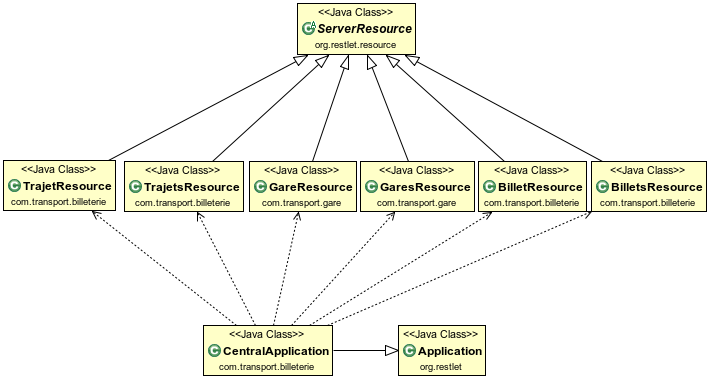 <<Java Class>>
ServerResource
org.restlet.resource
<<Java Class>>
TrajetResource
com.transport.billeterie
<<Java Class>>
TrajetsResource
com.transport.billeterie
<<Java Class>>
GareResource
com.transport.gare
<<Java Class>>
GaresResource
com.transport.gare
<<Java Class>>
BilletResource
com.transport.billeterie
<<Java Class>>
BilletsResource
com.transport.billeterie
<<Java Class>>
CentralApplication
com.transport.billeterie
<<Java Class>>
Application
org.restlet